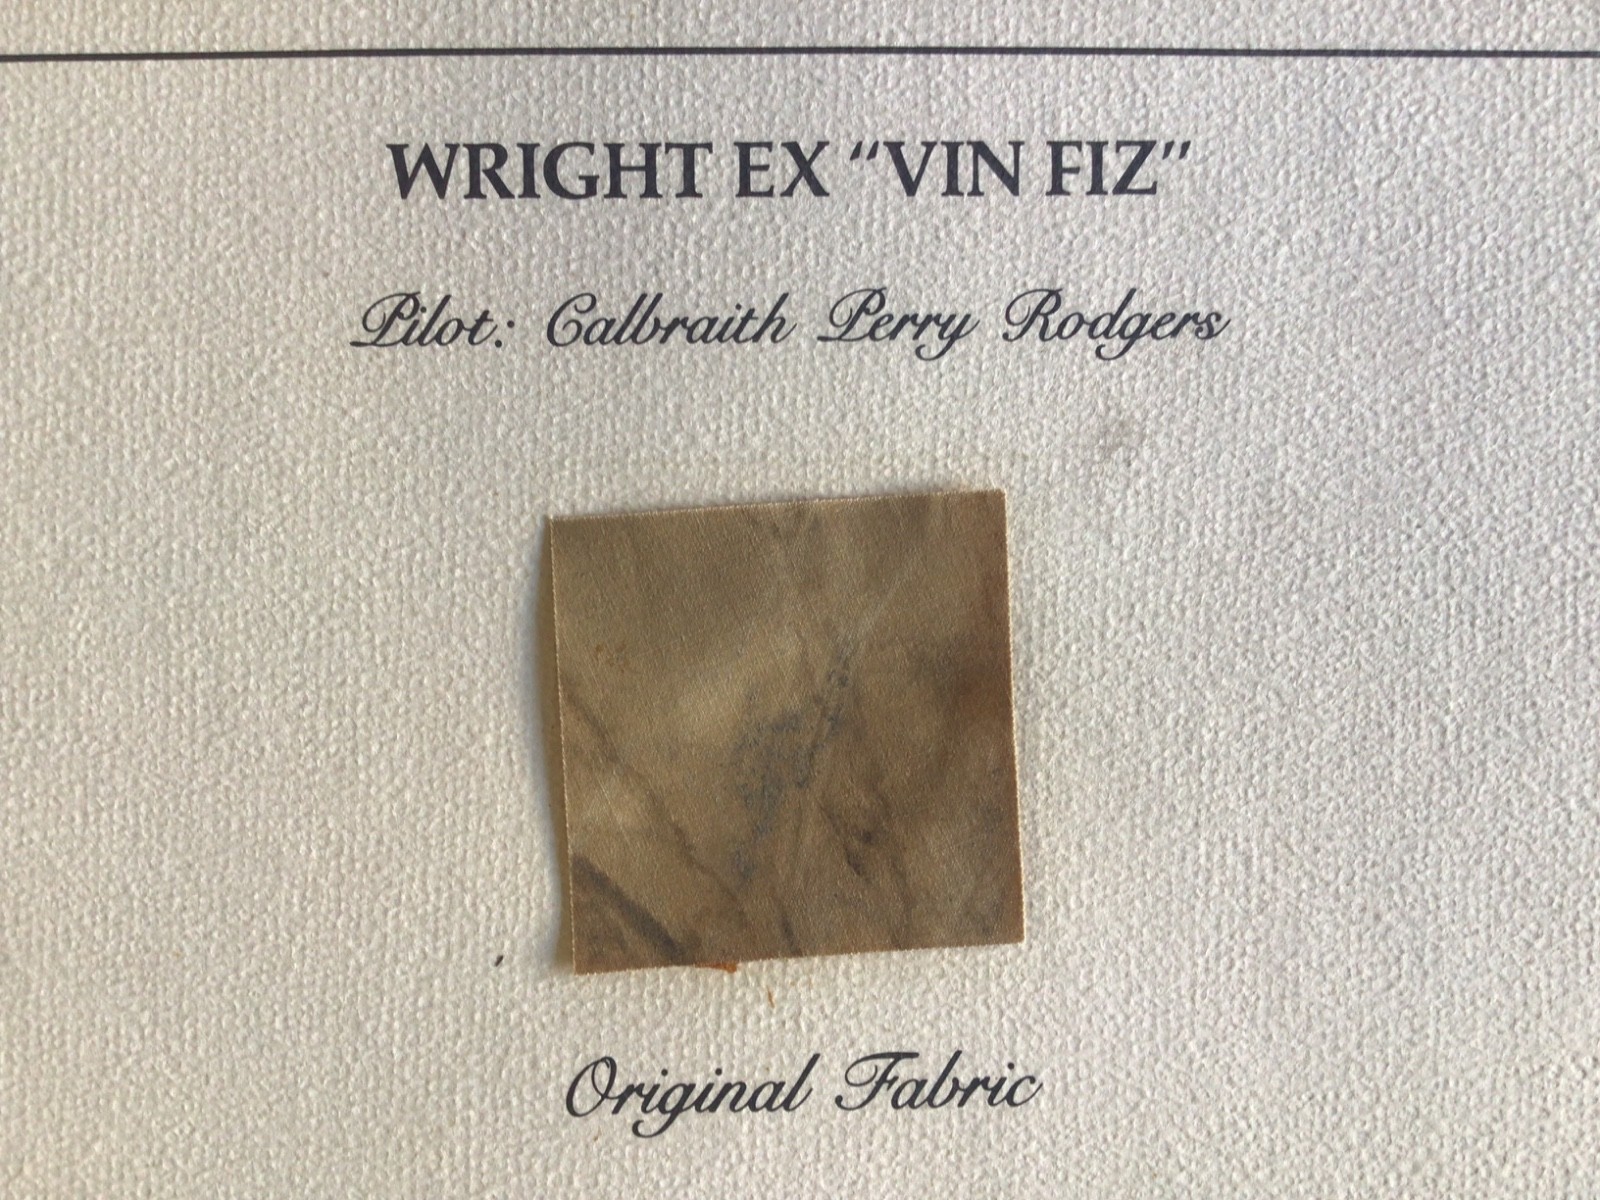 WRIGHT EX “VIN FIZ”
Pilot: Calbraith Perry Rodgers
Original Fabric